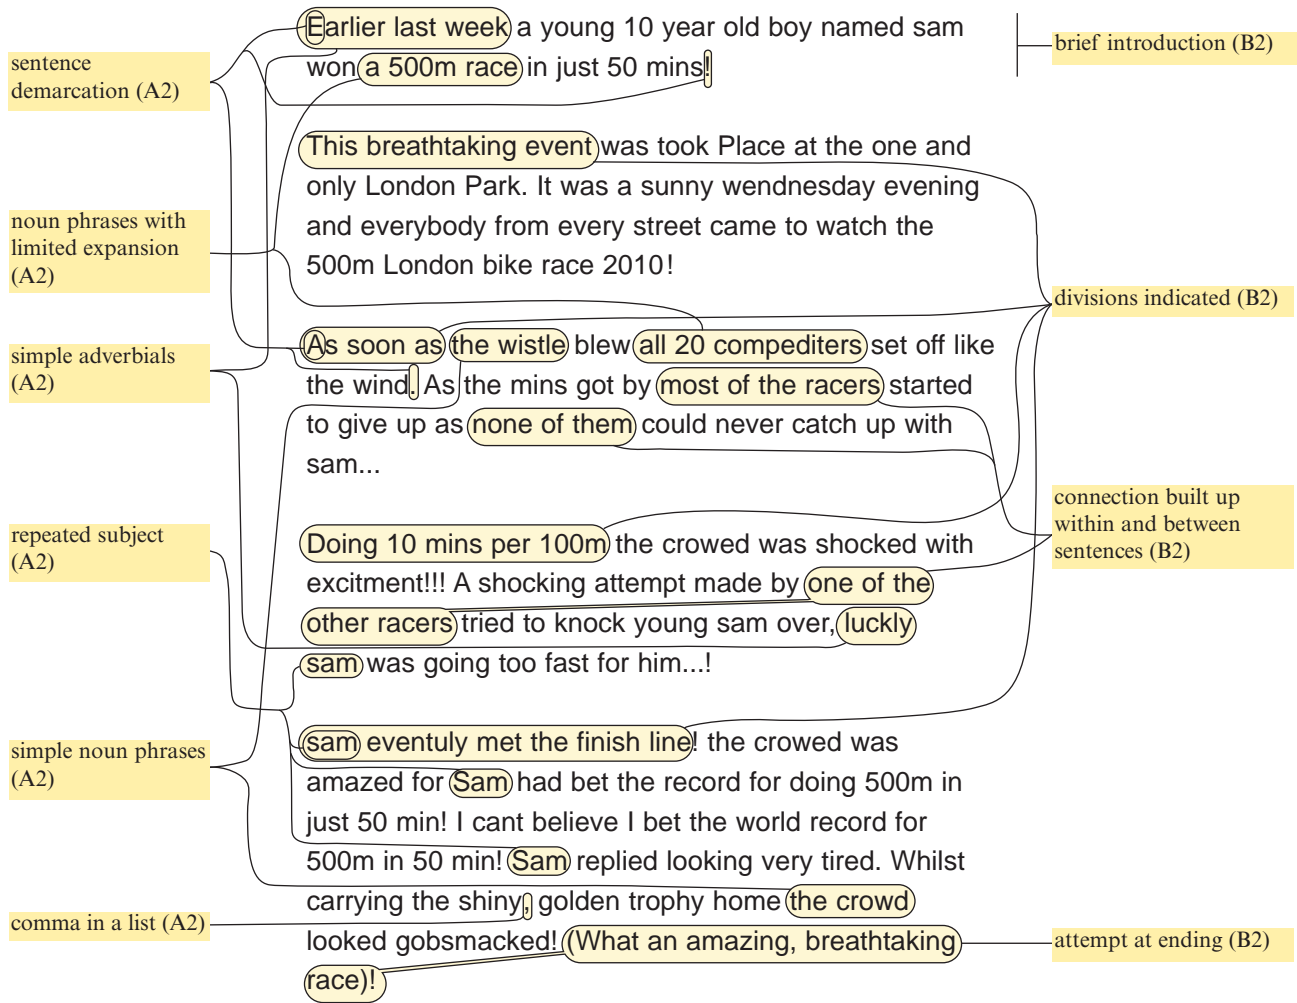 Earlier last week a young 10 year old boy named sam
won a 500m race in just 50 mins!
This breathtaking event was took Place at the one and
only London Park. It was a sunny wendnesday evening
and everybody from every street came to watch the
500m London bike race 2010!
As soon as the wistle blew all 20 compediters set off like
the wind. As the mins got by most of the racers started
to give up as none of them could never catch up with
sam...
Doing 10 mins per 100m the crowed was shocked with
excitment!!! A shocking attempt made by one of the
other racers tried to knock young sam over, luckly
sam was going too fast for him...!
sam eventuly met the finish line! the crowed was
amazed for Sam had bet the record for doing 500m in
just 50 min! I cant believe I bet the world record for
500m in 50 min! Sam replied looking very tired. Whilst
carrying the shiny, golden trophy home the crowd
looked gobsmacked! (What an amazing, breathtaking
race)!
sentence
demarcation (A2)
noun phrases with
limited expansion
(A2)
simple adverbials
(A2)
repeated subject
(A2)
simple noun phrases
(A2)
comma in a list (A2)
brief introduction (B2)
divisions indicated (B2)
connection built up
within and between
sentences (B2)
attempt at ending (B2)